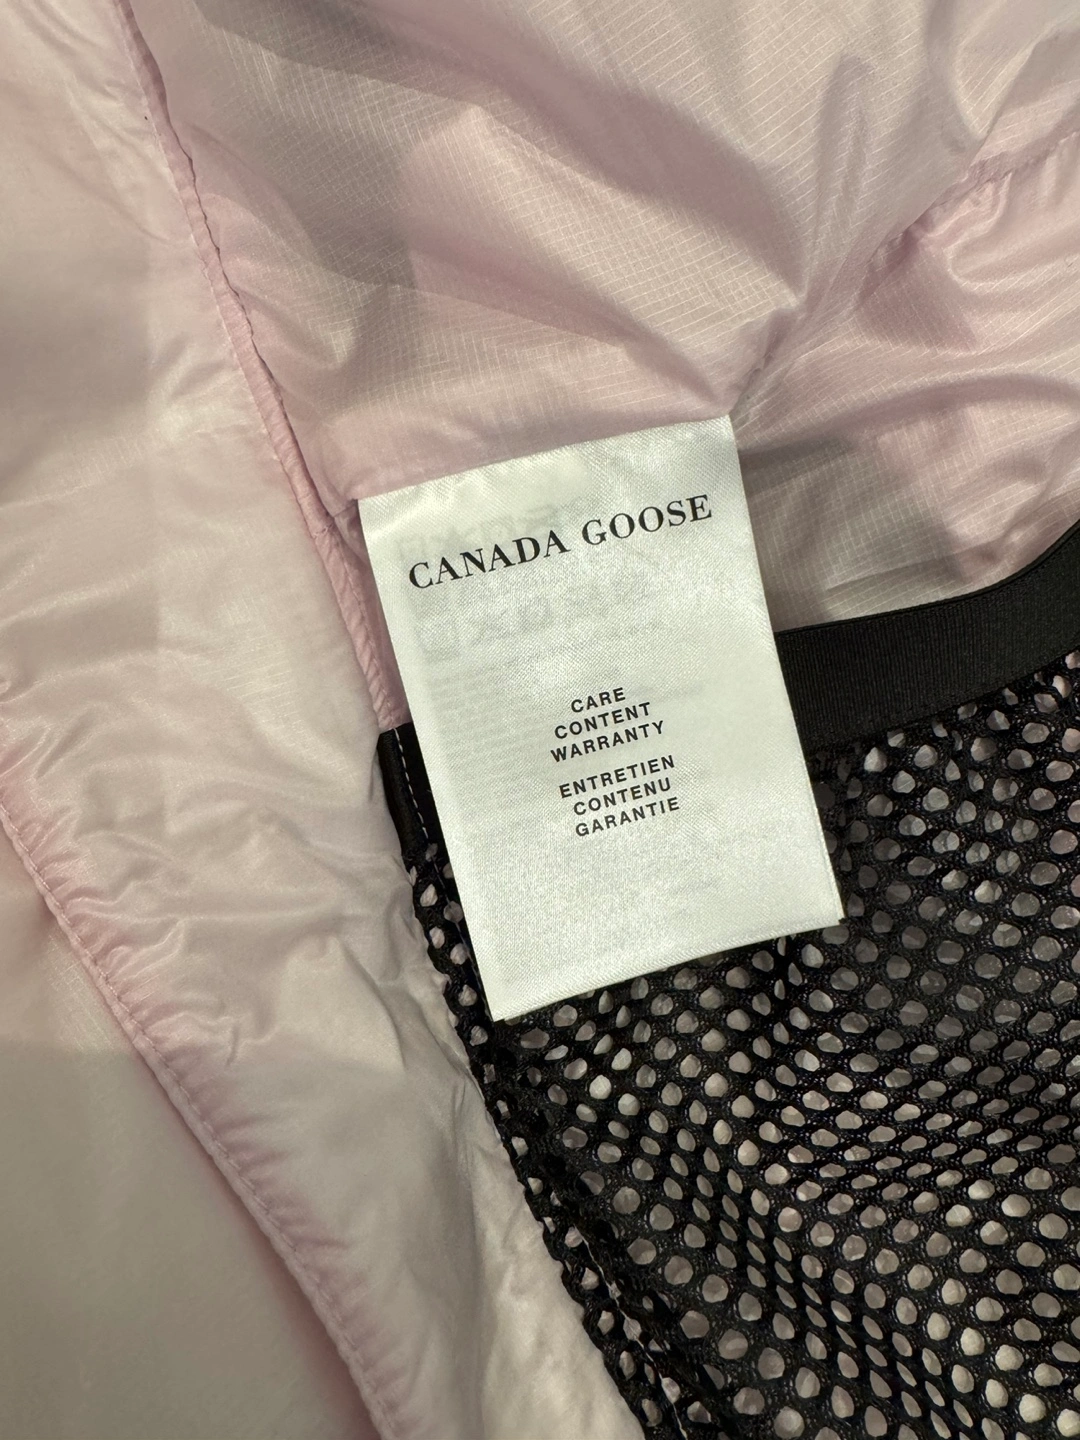 CANADA GOOSE
CARE
CONTENT
WARRANTY
ENTRETIEN
CONTENU
GARANTIE